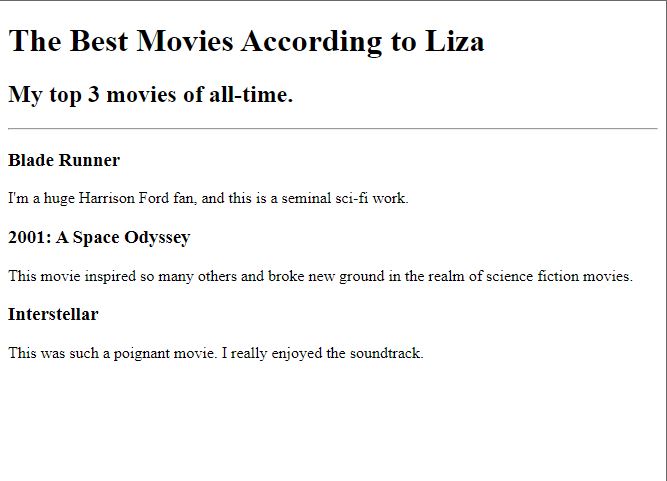 The Best Movies According to Liza
My top 3 movies of all-time.
Blade Runner
I'm a huge Harrison Ford fan, and this is a seminal sci-fi work.
2001: A Space Odyssey
This movie inspired so many others and broke new ground in the realm of science fiction movies.
Interstellar
This was such a poignant movie. I really enjoyed the soundtrack.